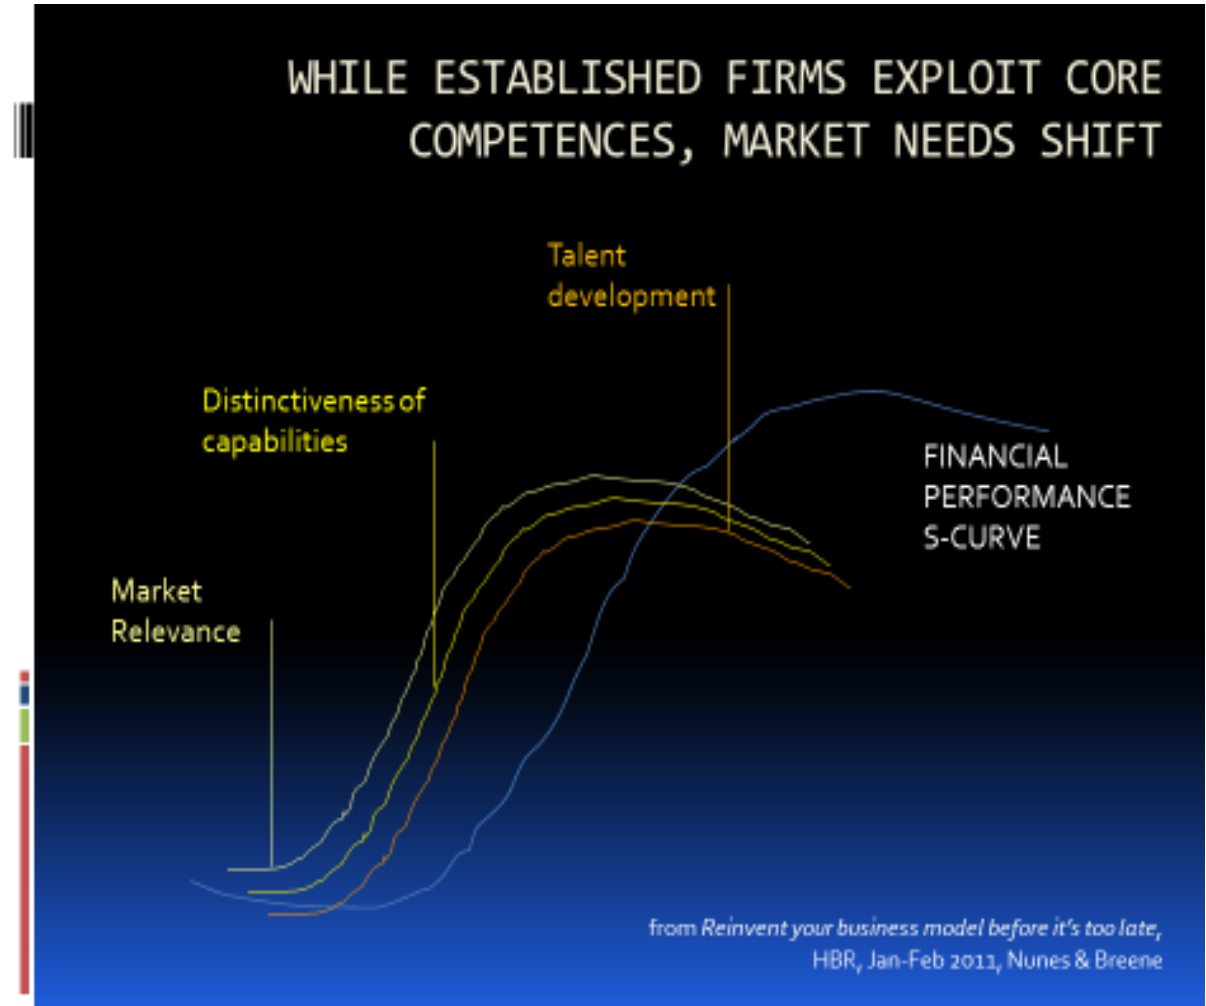 WHILE ESTABLISHED FIRMS EXPLOIT CORE
COMPETENCES, MARKET NEEDS SHIFT
Talent
development
Distinctiveness of
capabilities
FINANCIAL
PERFORMANCE
S-CURVE
Market
Relevance
from Reinvent your business model before it's too late,
HBR, Jan-Feb 2011, Nunes & Breene